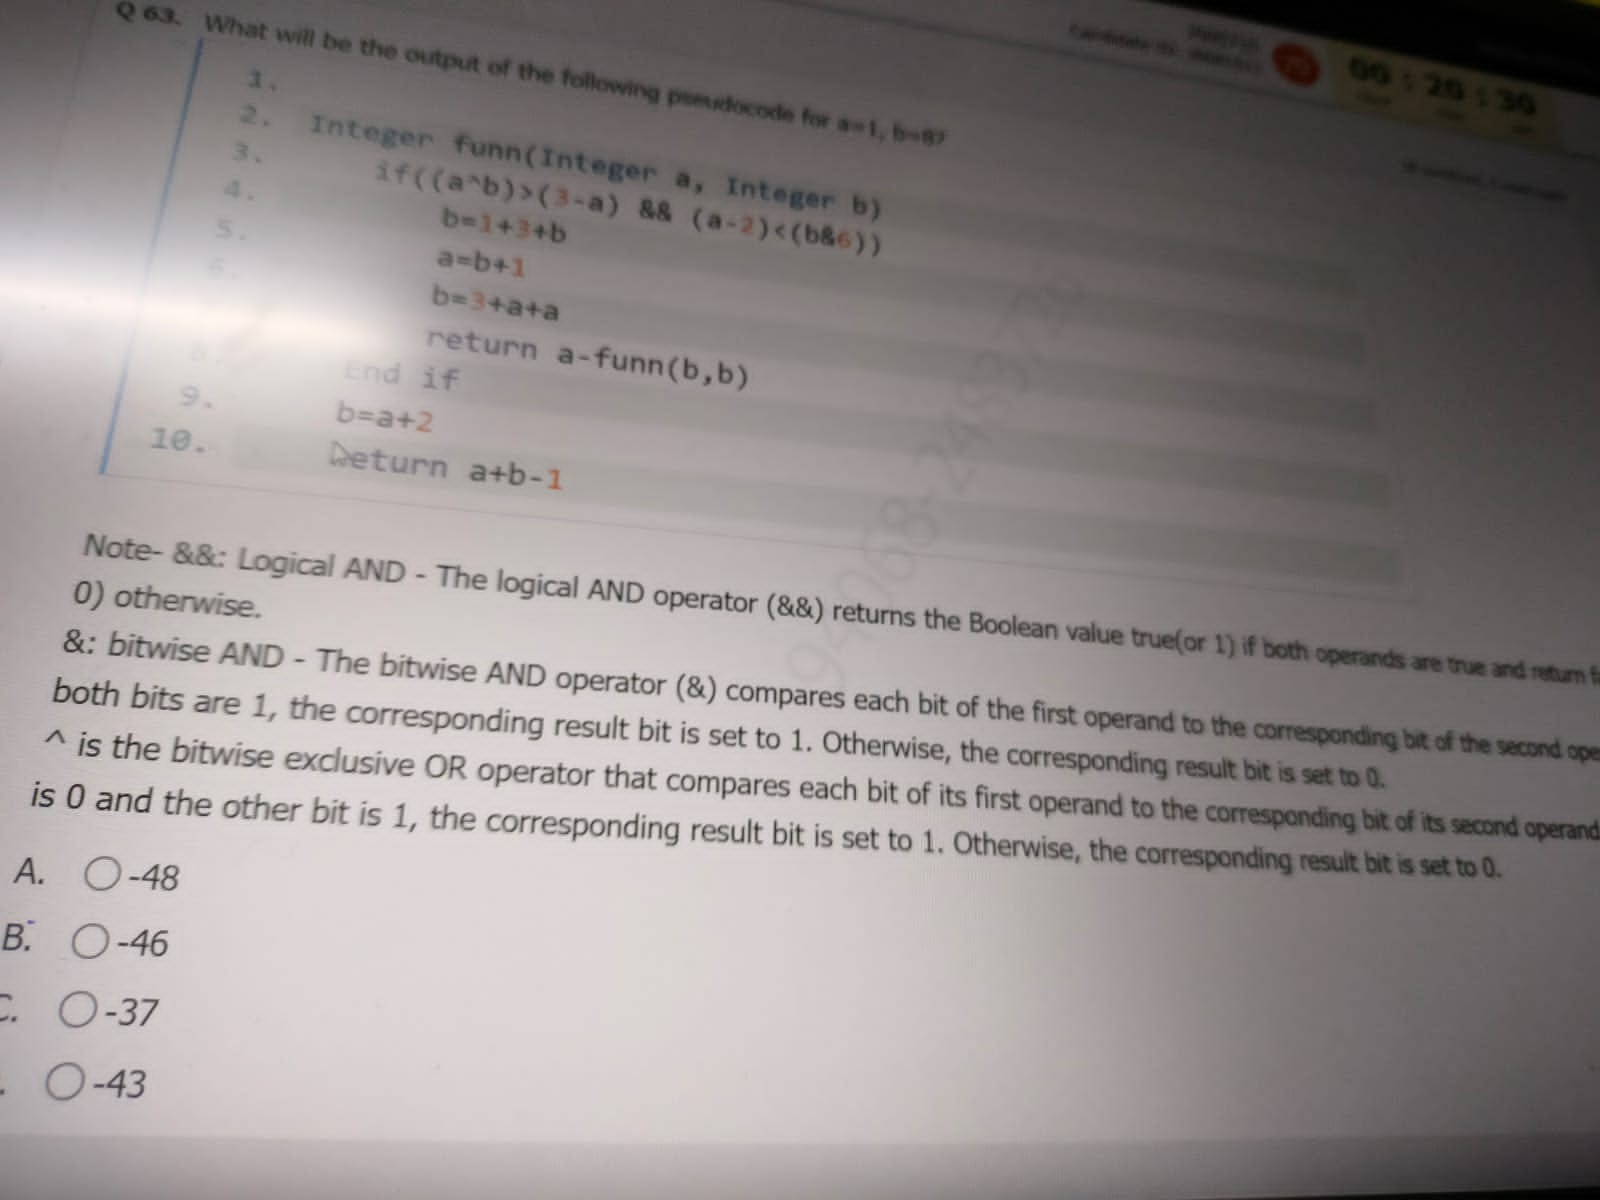 Q 63. What will be the output of the following pseudocode for a=1, b=8?
1.
2. Integer funn(Integer a, Integer b)
3. if((a^b)>(3-a) && (a-2)<(b&6))
4. b=1+3+b
5. a=b+1
6. b=3+a+a
return a-funn(b,b)
8. End if
9. b=a+2
10. Return a+b-1
Note- &&: Logical AND - The logical AND operator (&&) returns the Boolean value true(or 1) if both operands are true and return
0) otherwise.
&: bitwise AND - The bitwise AND operator (&) compares each bit of the first operand to the corresponding bit of the second ope
both bits are 1, the corresponding result bit is set to 1. Otherwise, the corresponding result bit is set to 0.
^ is the bitwise exclusive OR operator that compares each bit of its first operand to the corresponding bit of its second operand
is 0 and the other bit is 1, the corresponding result bit is set to 1. Otherwise, the corresponding result bit is set to 0.
A. -48
B. -46
C. -37
-43
00 : 20 : 30